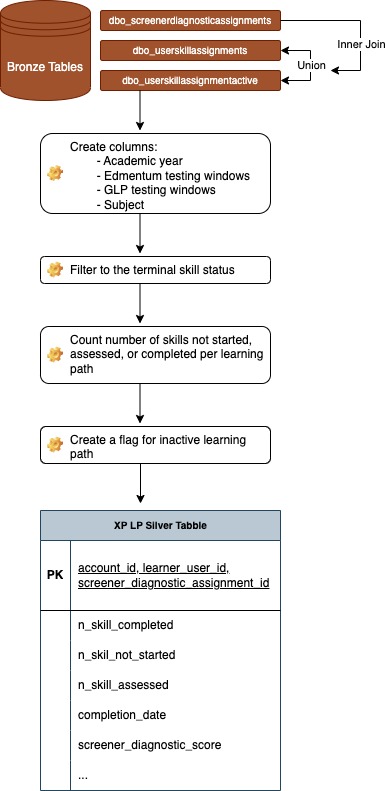 Bronze Tables
dbo_screenerdiagnosticassignments
dbo_userskillassignments
dbo_userskillassignmentactive
Inner Join
Union
Create columns:
- Academic year
- Edmentum testing windows
- GLP testing windows
- Subject
Filter to the terminal skill status
Count number of skills not started,
assessed, or completed per learning
path
Create a flag for inactive learning
path
XP LP Silver Tabble
PK
account_id, learner_user_id,
screener_diagnostic_assignment_id
n_skill_completed
n_skil_not_started
n_skill_assessed
completion_date
screener_diagnostic_score
...